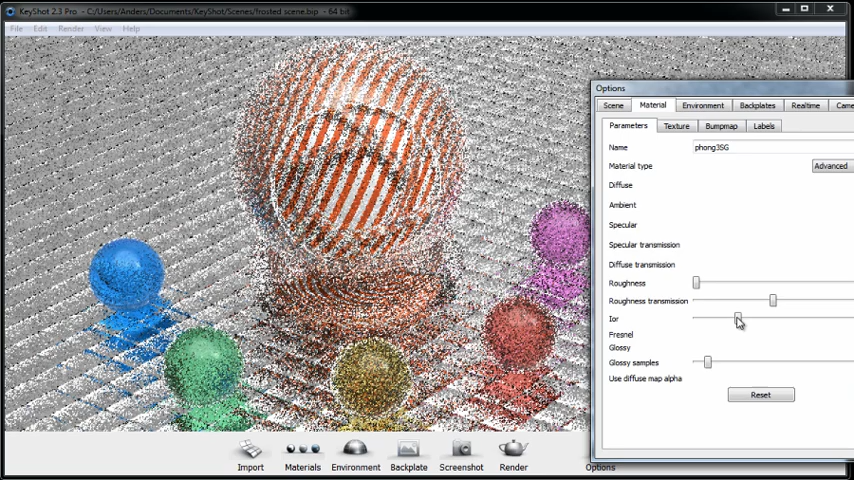 KeyShot 2.3 Pro - C:/Users/Anders/Documents/KeyShot/Scenes/frosted scene.bip - 64 bit
File Edit Render View Help
Options
Scene Material Environment Backplates Realtime Came
Parameters Texture Bumpmap Labels
Name phong3SG
Material type Advanced
Diffuse
Ambient
Specular
Specular transmission
Diffuse transmission
Roughness
Roughness transmission
Ior
Fresnel
Glossy
Glossy samples
Use diffuse map alpha
Reset
Import Materials Environment Backplate Screenshot Render Options